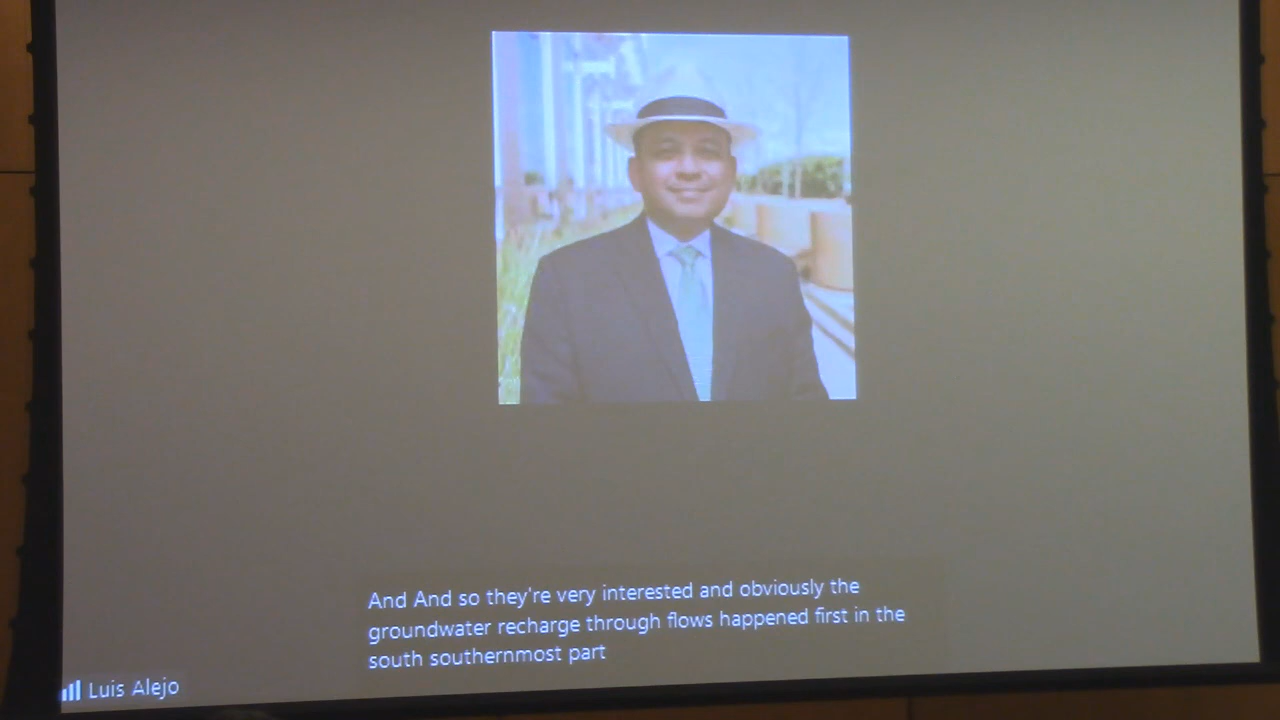 And And so they're very interested and obviously the
groundwater recharge through flows happened first in the
south southernmost part
Luis Alejo